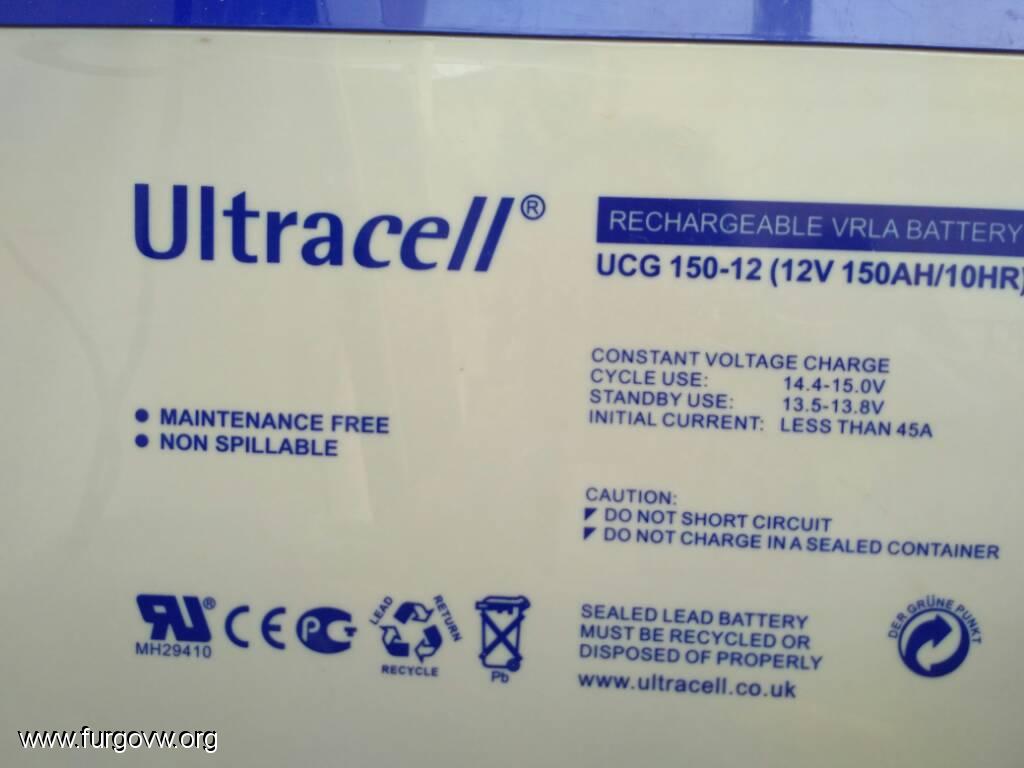 Ultracell®
RECHARGEABLE VRLA BATTERY
UCG 150-12 (12V 150AH/10HR)
CONSTANT VOLTAGE CHARGE
CYCLE USE: 14.4-15.0V
STANDBY USE: 13.5-13.8V
INITIAL CURRENT: LESS THAN 45A
● MAINTENANCE FREE
● NON SPILLABLE
CAUTION:
DO NOT SHORT CIRCUIT
DO NOT CHARGE IN A SEALED CONTAINER
RU® CE PC
MH29410
LEAD RETURN
RECYCLE
Pb
SEALED LEAD BATTERY
MUST BE RECYCLED OR
DISPOSED OF PROPERLY
www.ultracell.co.uk
DER GRÜNE PUNKT
www.furgovw.org